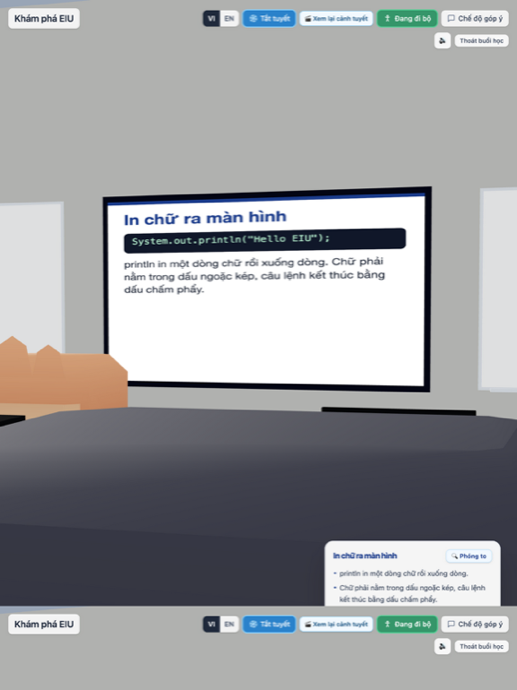 Khám phá EIU
VI EN Tắt tuyết Xem lại cảnh tuyết Đang đi bộ Chế độ góp ý
Thoát buổi học
In chữ ra màn hình
System.out.println("Hello EIU");
println in một dòng chữ rồi xuống dòng. Chữ phải
nằm trong dấu ngoặc kép, câu lệnh kết thúc bằng
dấu chấm phẩy.
In chữ ra màn hình Phóng to
- println in một dòng chữ rồi xuống dòng.
- Chữ phải nằm trong dấu ngoặc kép, câu lệnh
kết thúc bằng dấu chấm phẩy.
Khám phá EIU
VI EN Tắt tuyết Xem lại cảnh tuyết Đang đi bộ Chế độ góp ý
Thoát buổi học